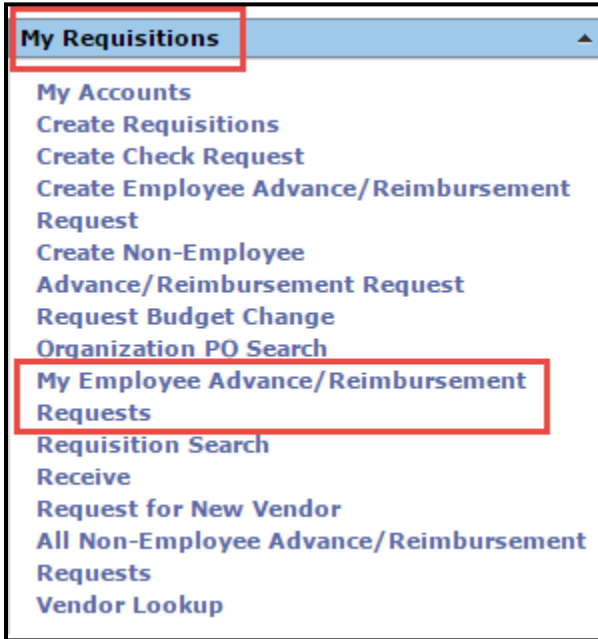 My Requisitions
My Accounts
Create Requisitions
Create Check Request
Create Employee Advance/Reimbursement
Request
Create Non-Employee
Advance/Reimbursement Request
Request Budget Change
Organization PO Search
My Employee Advance/Reimbursement
Requests
Requisition Search
Receive
Request for New Vendor
All Non-Employee Advance/Reimbursement
Requests
Vendor Lookup